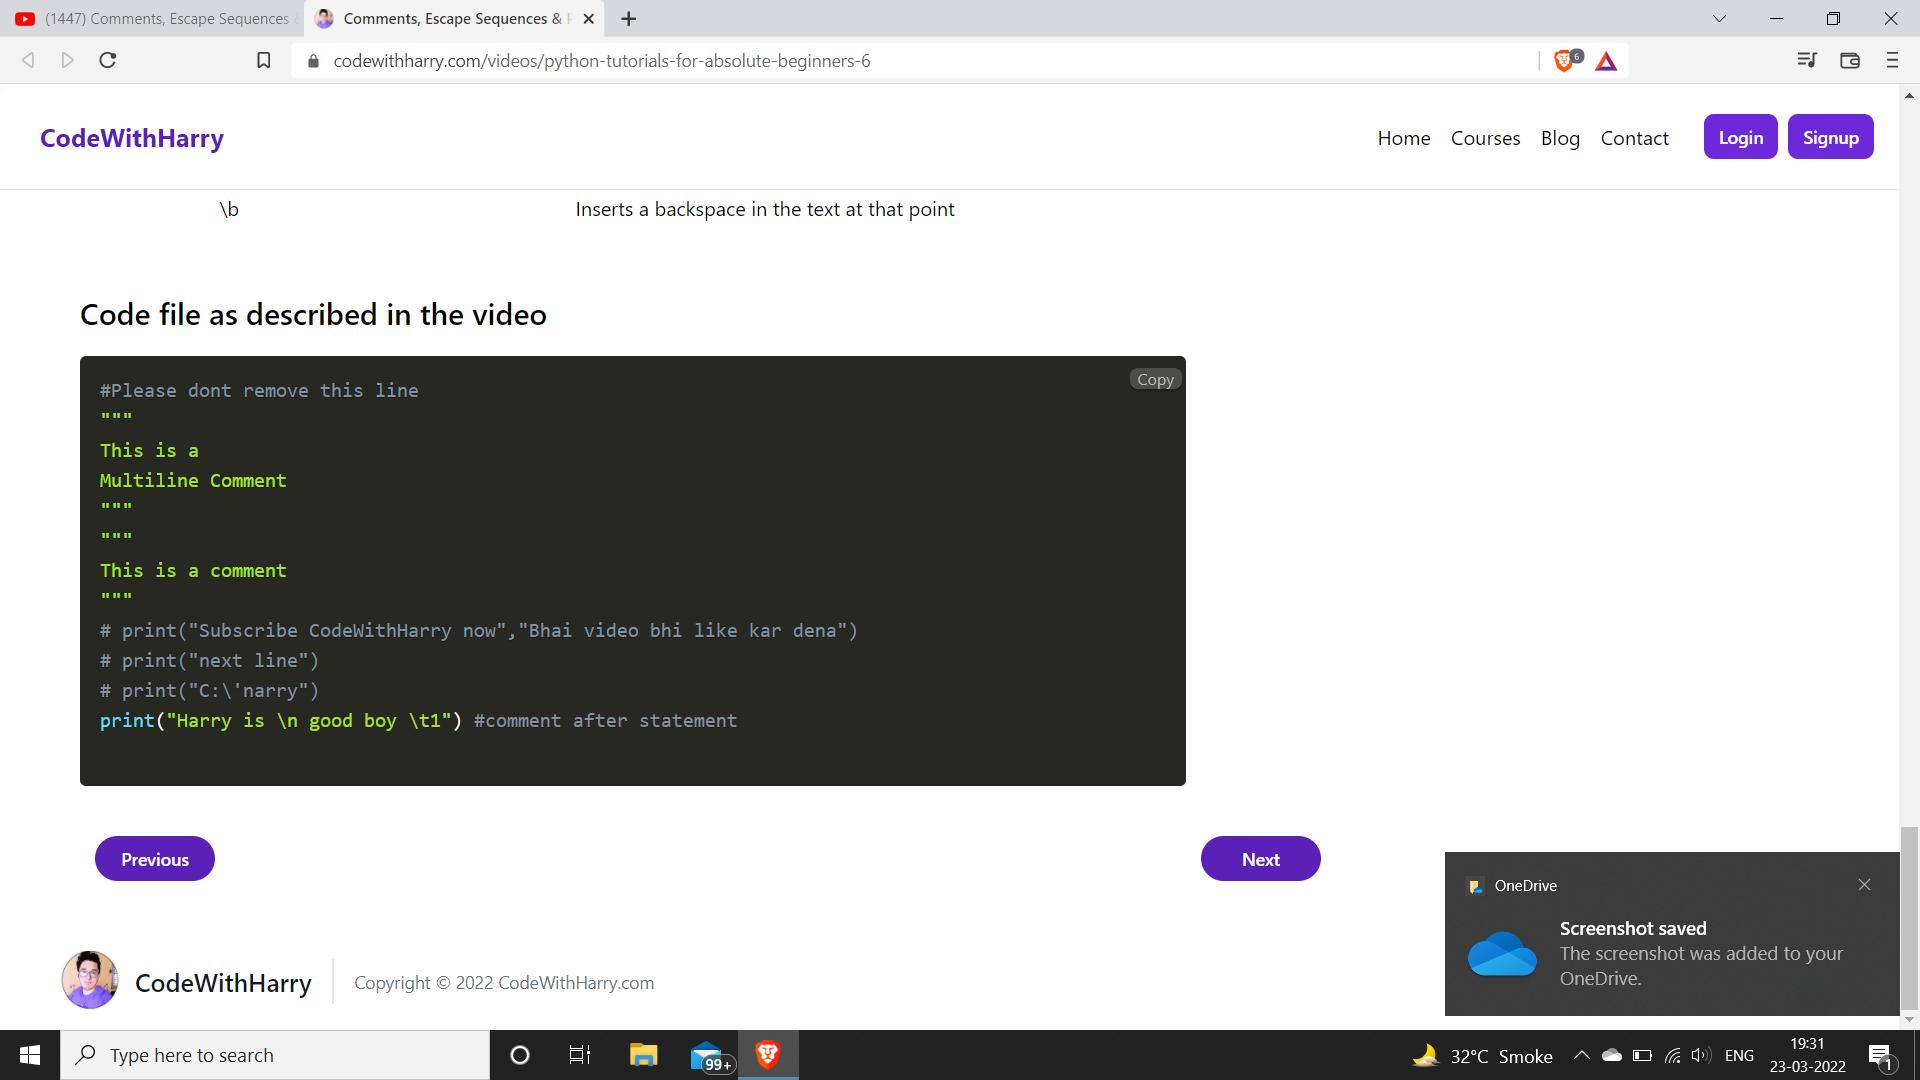 (1447) Comments, Escape Sequences
Comments, Escape Sequences &
codewithharry.com/videos/python-tutorials-for-absolute-beginners-6
6
CodeWithHarry
Home Courses Blog Contact Login Signup
\b Inserts a backspace in the text at that point
Code file as described in the video
Copy
#Please dont remove this line
"""
This is a
Multiline Comment
"""
"""
This is a comment
"""
# print("Subscribe CodeWithHarry now","Bhai video bhi like kar dena")
# print("next line")
# print("C:\'narry")
print("Harry is \n good boy \t1") #comment after statement
Previous Next
OneDrive
Screenshot saved
The screenshot was added to your
OneDrive.
CodeWithHarry Copyright © 2022 CodeWithHarry.com
Type here to search
99+
32°C Smoke
ENG
19:31
23-03-2022
1